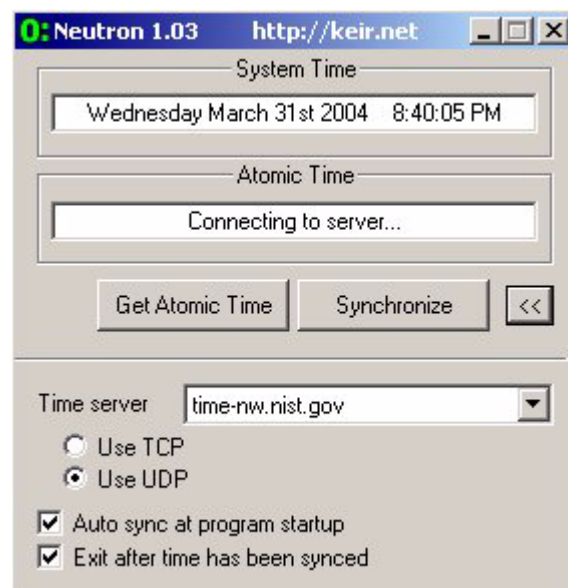 0: Neutron 1.03 http://keir.net
System Time
Wednesday March 31st 2004 8:40:05 PM
Atomic Time
Connecting to server...
Get Atomic Time Synchronize <<
Time server time-nw.nist.gov
Use TCP
Use UDP
Auto sync at program startup
Exit after time has been synced